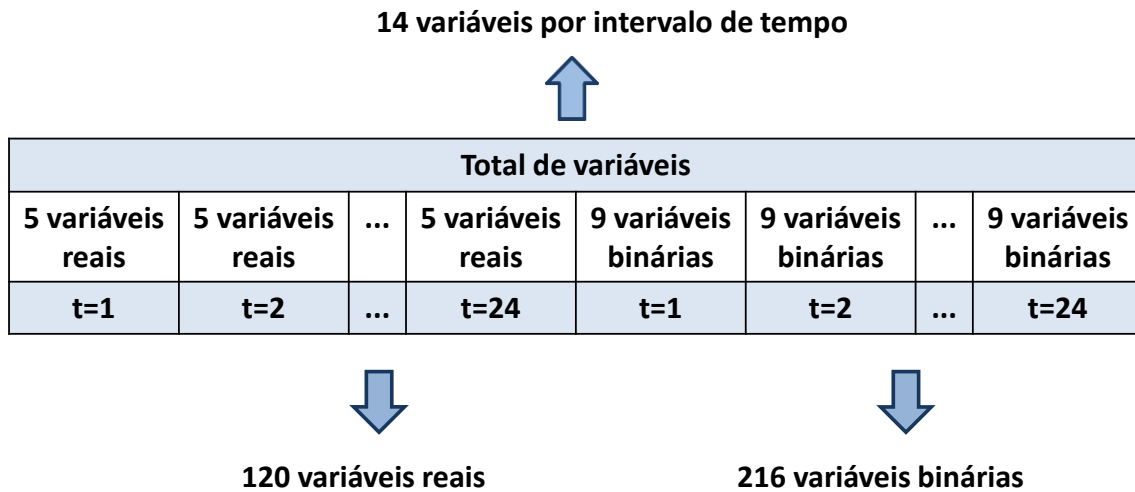 14 variáveis por intervalo de tempo
Total de variáveis
5 variáveis reais 5 variáveis reais ... 5 variáveis reais 9 variáveis binárias 9 variáveis binárias ... 9 variáveis binárias
t=1 t=2 ... t=24 t=1 t=2 ... t=24
120 variáveis reais 216 variáveis binárias